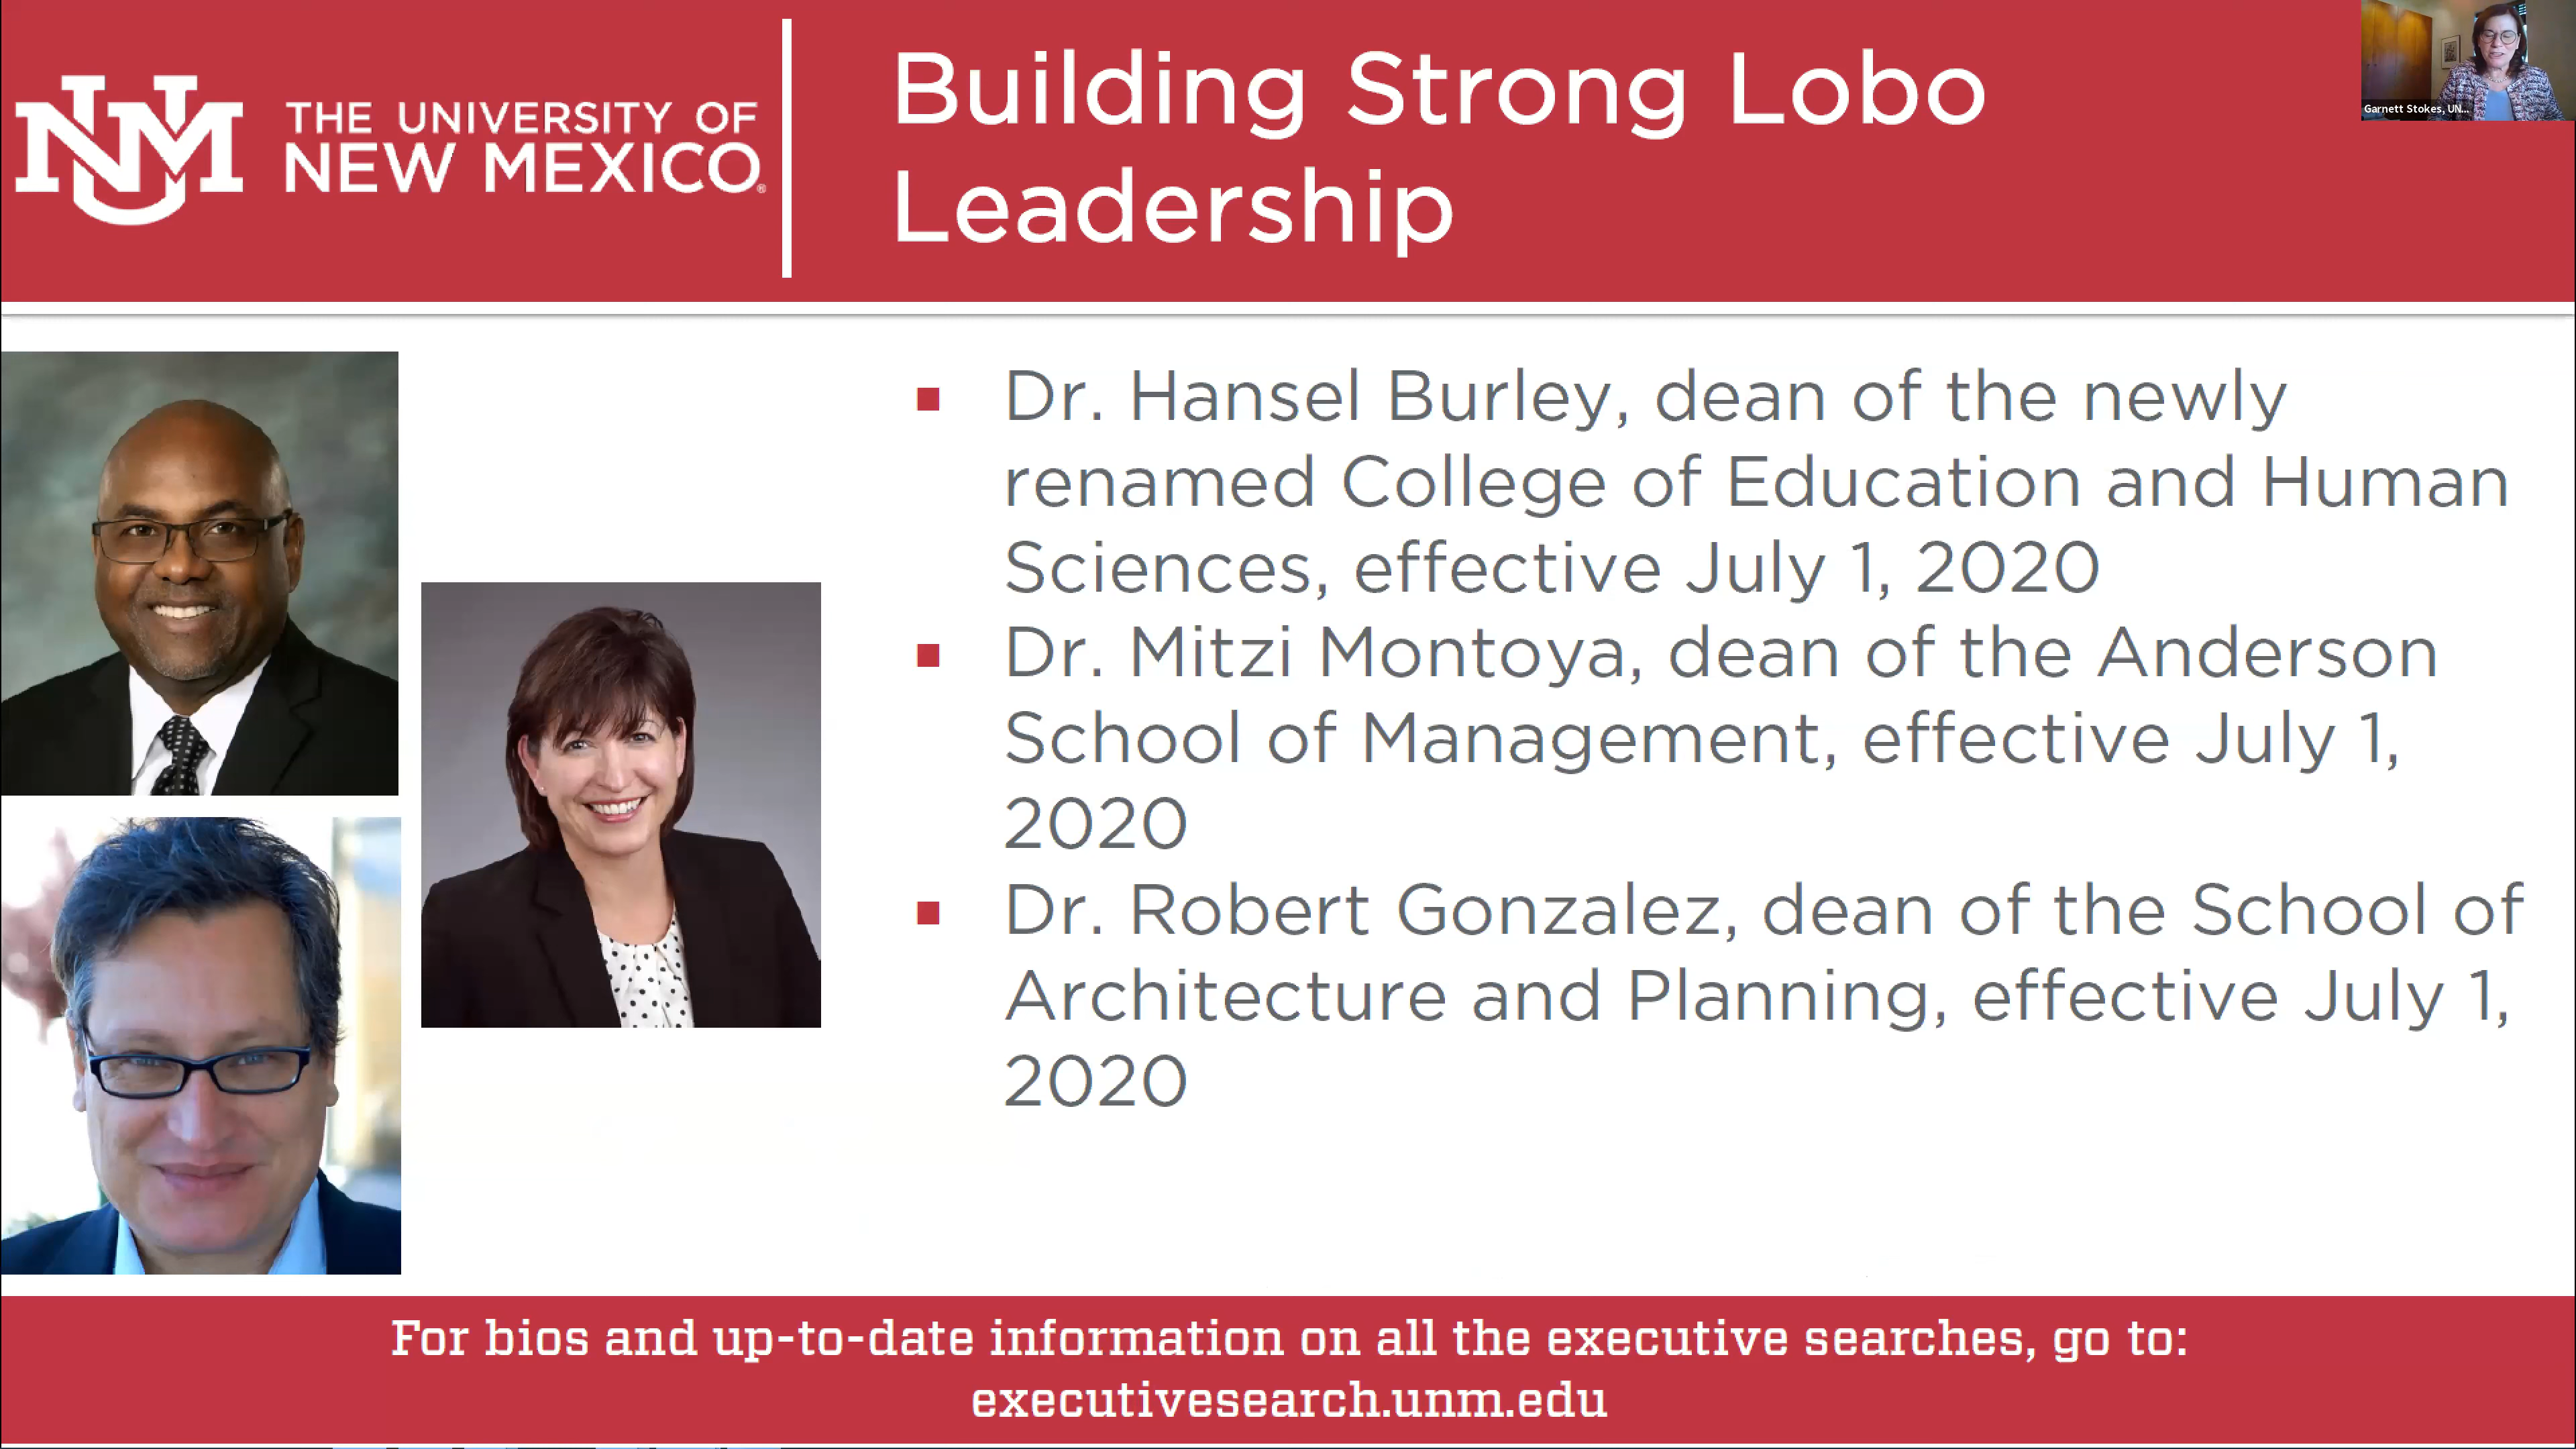 UNM
THE UNIVERSITY OF
NEW MEXICO®
Building Strong Lobo
Leadership
Garnett Stokes, UN...
▪ Dr. Hansel Burley, dean of the newly
renamed College of Education and Human
Sciences, effective July 1, 2020
▪ Dr. Mitzi Montoya, dean of the Anderson
School of Management, effective July 1,
2020
▪ Dr. Robert Gonzalez, dean of the School of
Architecture and Planning, effective July 1,
2020
For bios and up-to-date information on all the executive searches, go to:
executivesearch.unm.edu